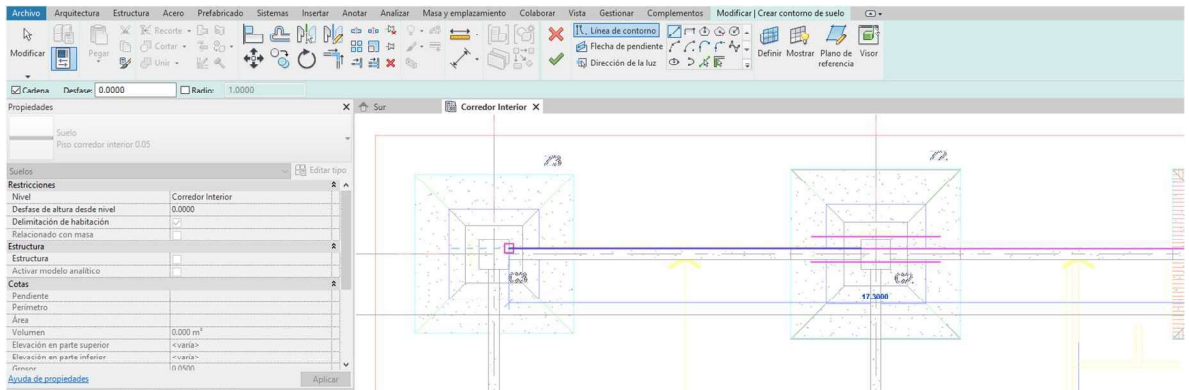 Archivo Arquitectura Estructura Acero Prefabricado Sistemas Insertar Anotar Analizar Masa y emplazamiento Colaborar Vista Gestionar Complementos Modificar | Crear contorno de suelo
Modificar
Pegar
Recorte
Cortar
Unir
Línea de contorno
Flecha de pendiente
Dirección de la luz
Definir Mostrar Plano de referencia Visor
Cadena Desfase: 0.0000 Radio: 1.0000
Propiedades X
Sur
Corredor Interior X
Suelo
Piso corredor interior 0.05
Suelos Editar tipo
Restricciones
Nivel Corredor Interior
Desfase de altura desde nivel 0.0000
Delimitación de habitación
Relacionado con masa
Estructura
Estructura
Activar modelo analítico
Cotas
Pendiente
Perímetro
Área
Volumen 0.000 m³
Elevación en parte superior <varía>
Elevación en parte inferior <varía>
Grosor 0.0500
Ayuda de propiedades Aplicar
73
72
C3
C2
17.3000